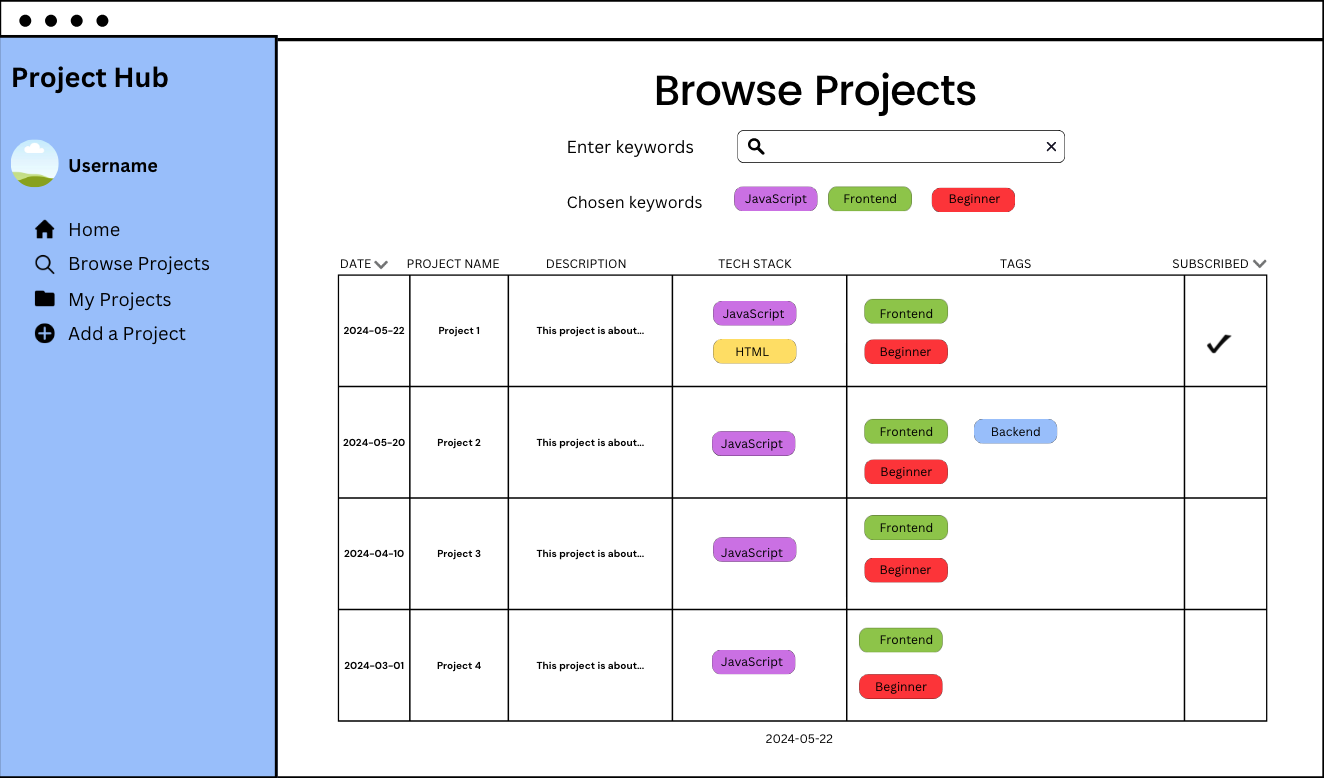 Project Hub
Username
Home
Browse Projects
My Projects
Add a Project
Browse Projects
Enter keywords
Chosen keywords JavaScript Frontend Beginner
DATE PROJECT NAME DESCRIPTION TECH STACK TAGS SUBSCRIBED
2024-05-22 Project 1 This project is about... JavaScript Frontend
HTML Beginner
2024-05-20 Project 2 This project is about... JavaScript Frontend Backend
Beginner
2024-04-10 Project 3 This project is about... JavaScript Frontend
Beginner
2024-03-01 Project 4 This project is about... JavaScript Frontend
Beginner
2024-05-22